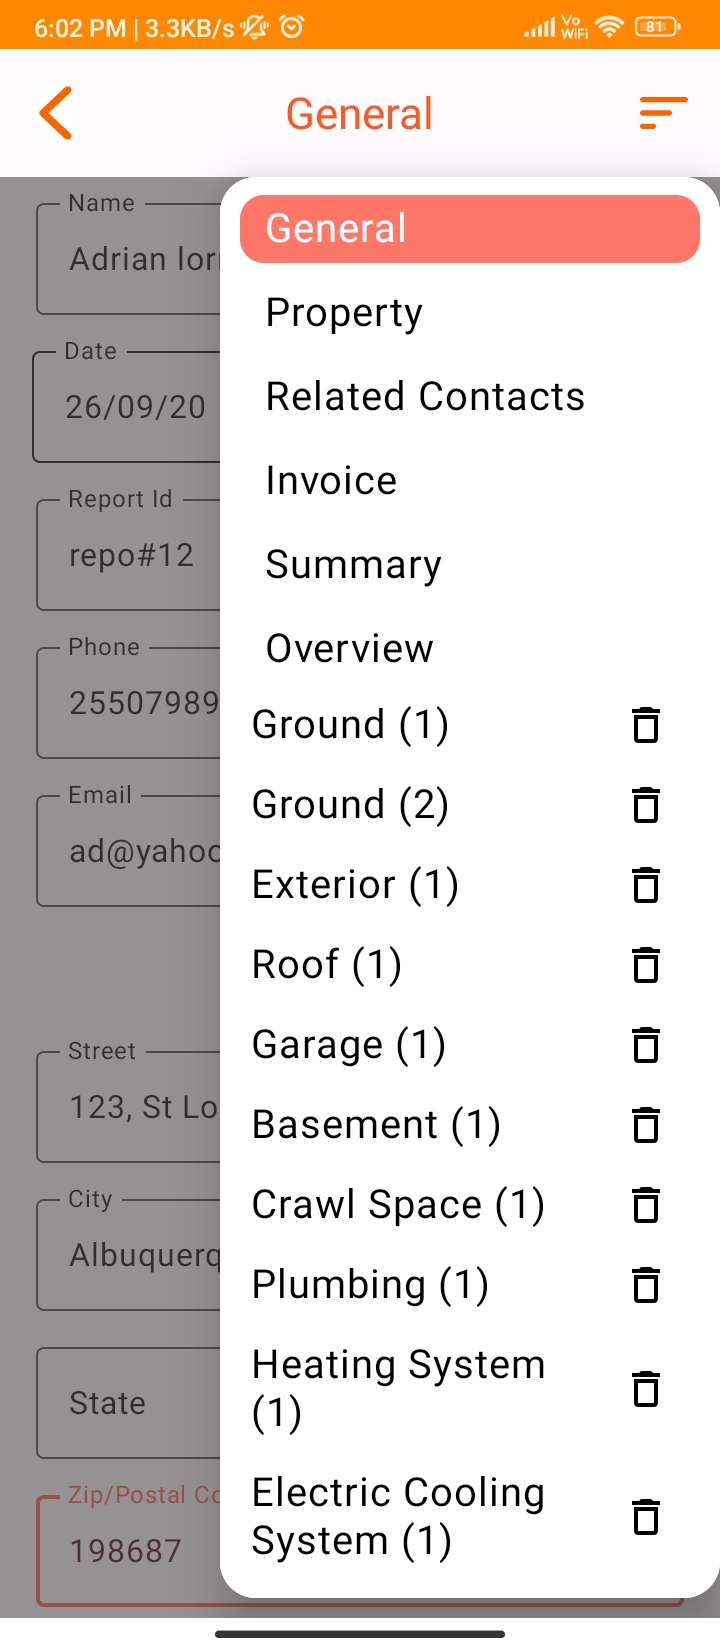 6:02 PM | 3.3KB/s
Vo
WiFi
81
General
Name
Adrian lor
General
Property
Date
26/09/20
Related Contacts
Invoice
Report Id
repo#12
Summary
Phone
25507989
Overview
Ground (1)
Email
ad@yahoo
Ground (2)
Exterior (1)
Roof (1)
Garage (1)
Street
123, St Lo
Basement (1)
City
Albuquerq
Crawl Space (1)
Plumbing (1)
State
Heating System
(1)
Zip/Postal Co
198687
Electric Cooling
System (1)